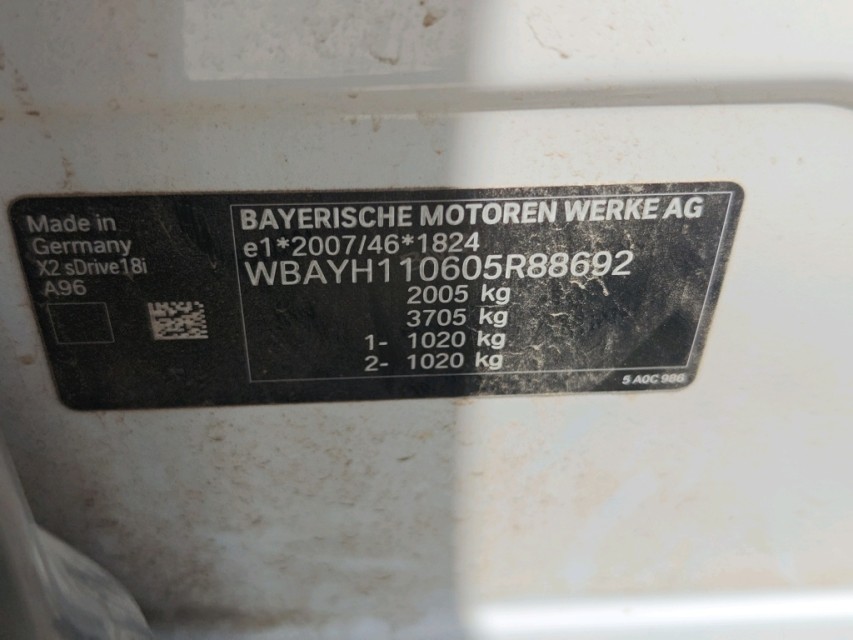 Made in
Germany
X2 sDrive18i
A96
BAYERISCHE MOTOREN WERKE AG
e1*2007/46*1824
WBAYH110605R88692
2005 kg
3705 kg
1- 1020 kg
2- 1020 kg
5 A0C 986